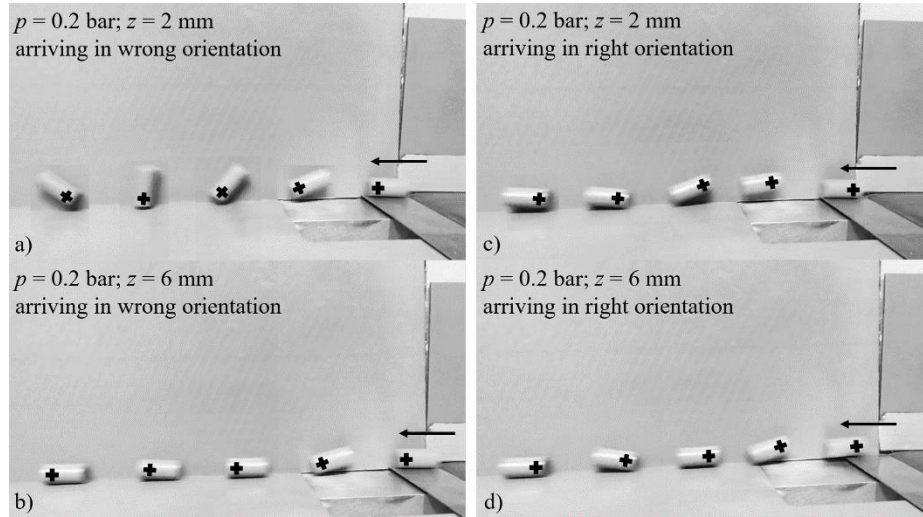 p = 0.2 bar; z = 2 mm
arriving in wrong orientation
a)
p = 0.2 bar; z = 2 mm
arriving in right orientation
c)
p = 0.2 bar; z = 6 mm
arriving in wrong orientation
b)
p = 0.2 bar; z = 6 mm
arriving in right orientation
d)